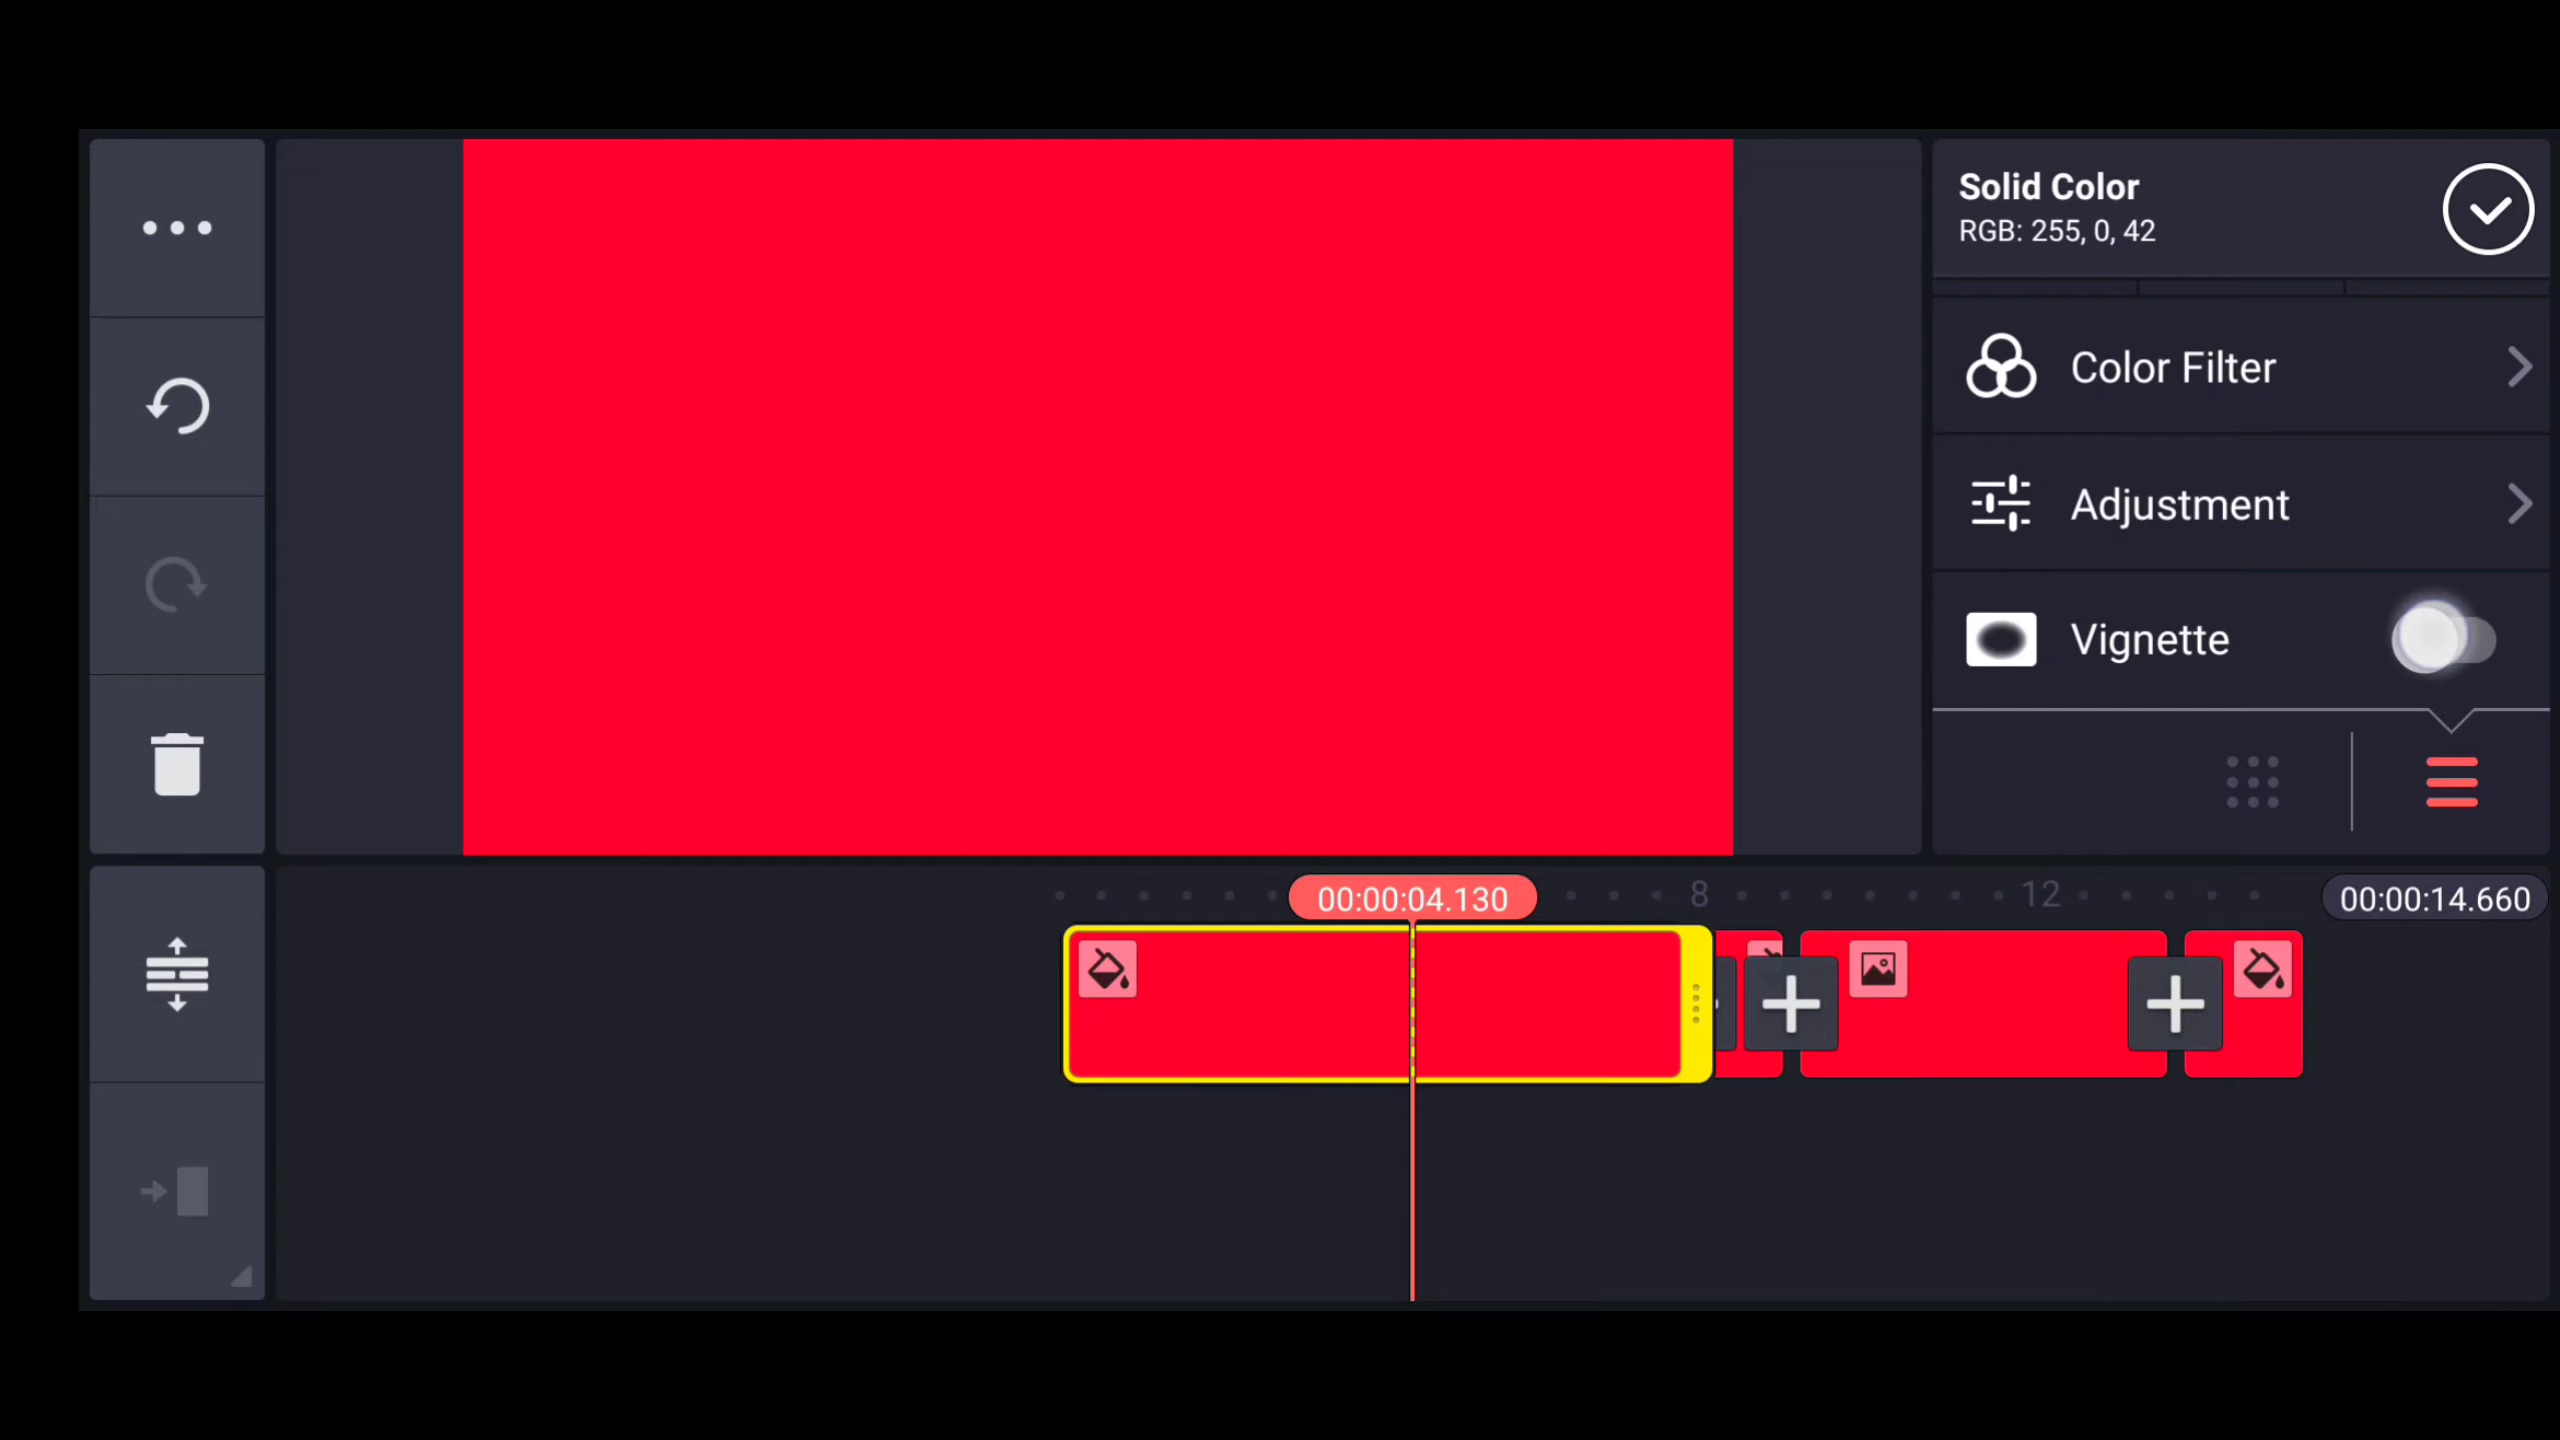 Solid Color
RGB: 255, 0, 42
Color Filter
Adjustment
Vignette
00:00:04.130
8
12
00:00:14.660